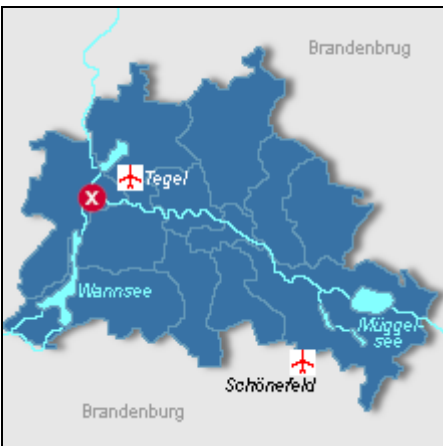 Brandenbrug
Tegel
X
Wannsee
Müggel-
see
Schönefeld
Brandenburg